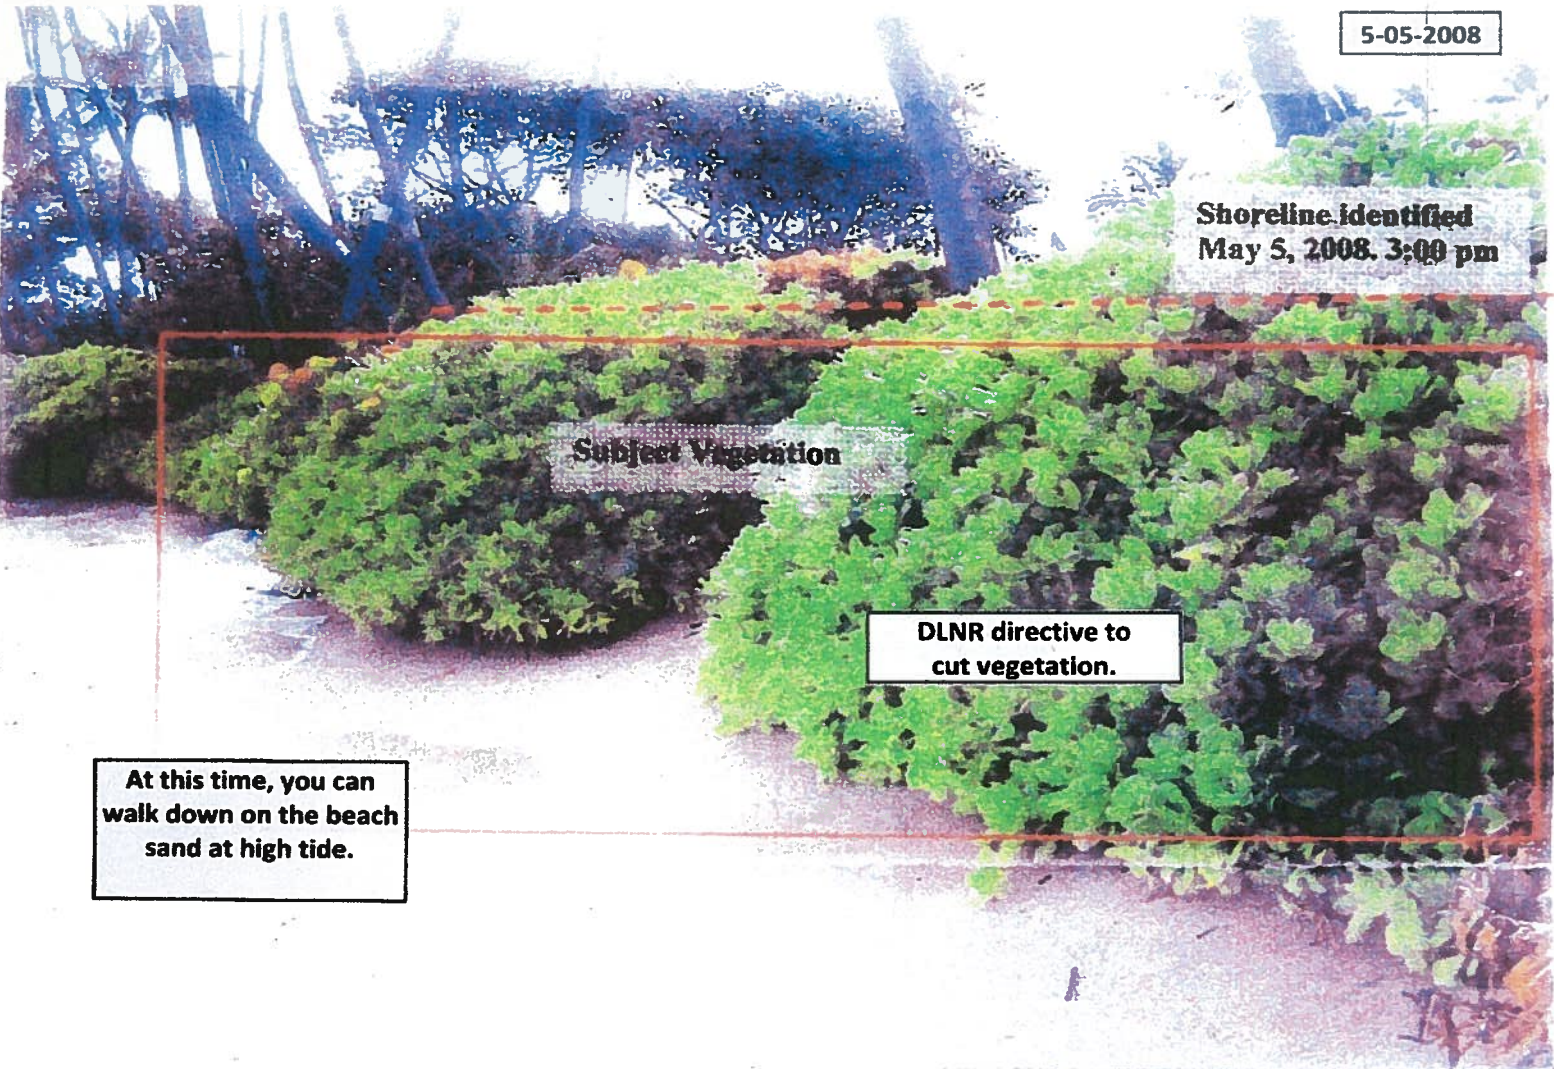 5-05-2008
Shoreline identified
May 5, 2008. 3:00 pm
Subject Vegetation
DLNR directive to
cut vegetation.
At this time, you can
walk down on the beach
sand at high tide.